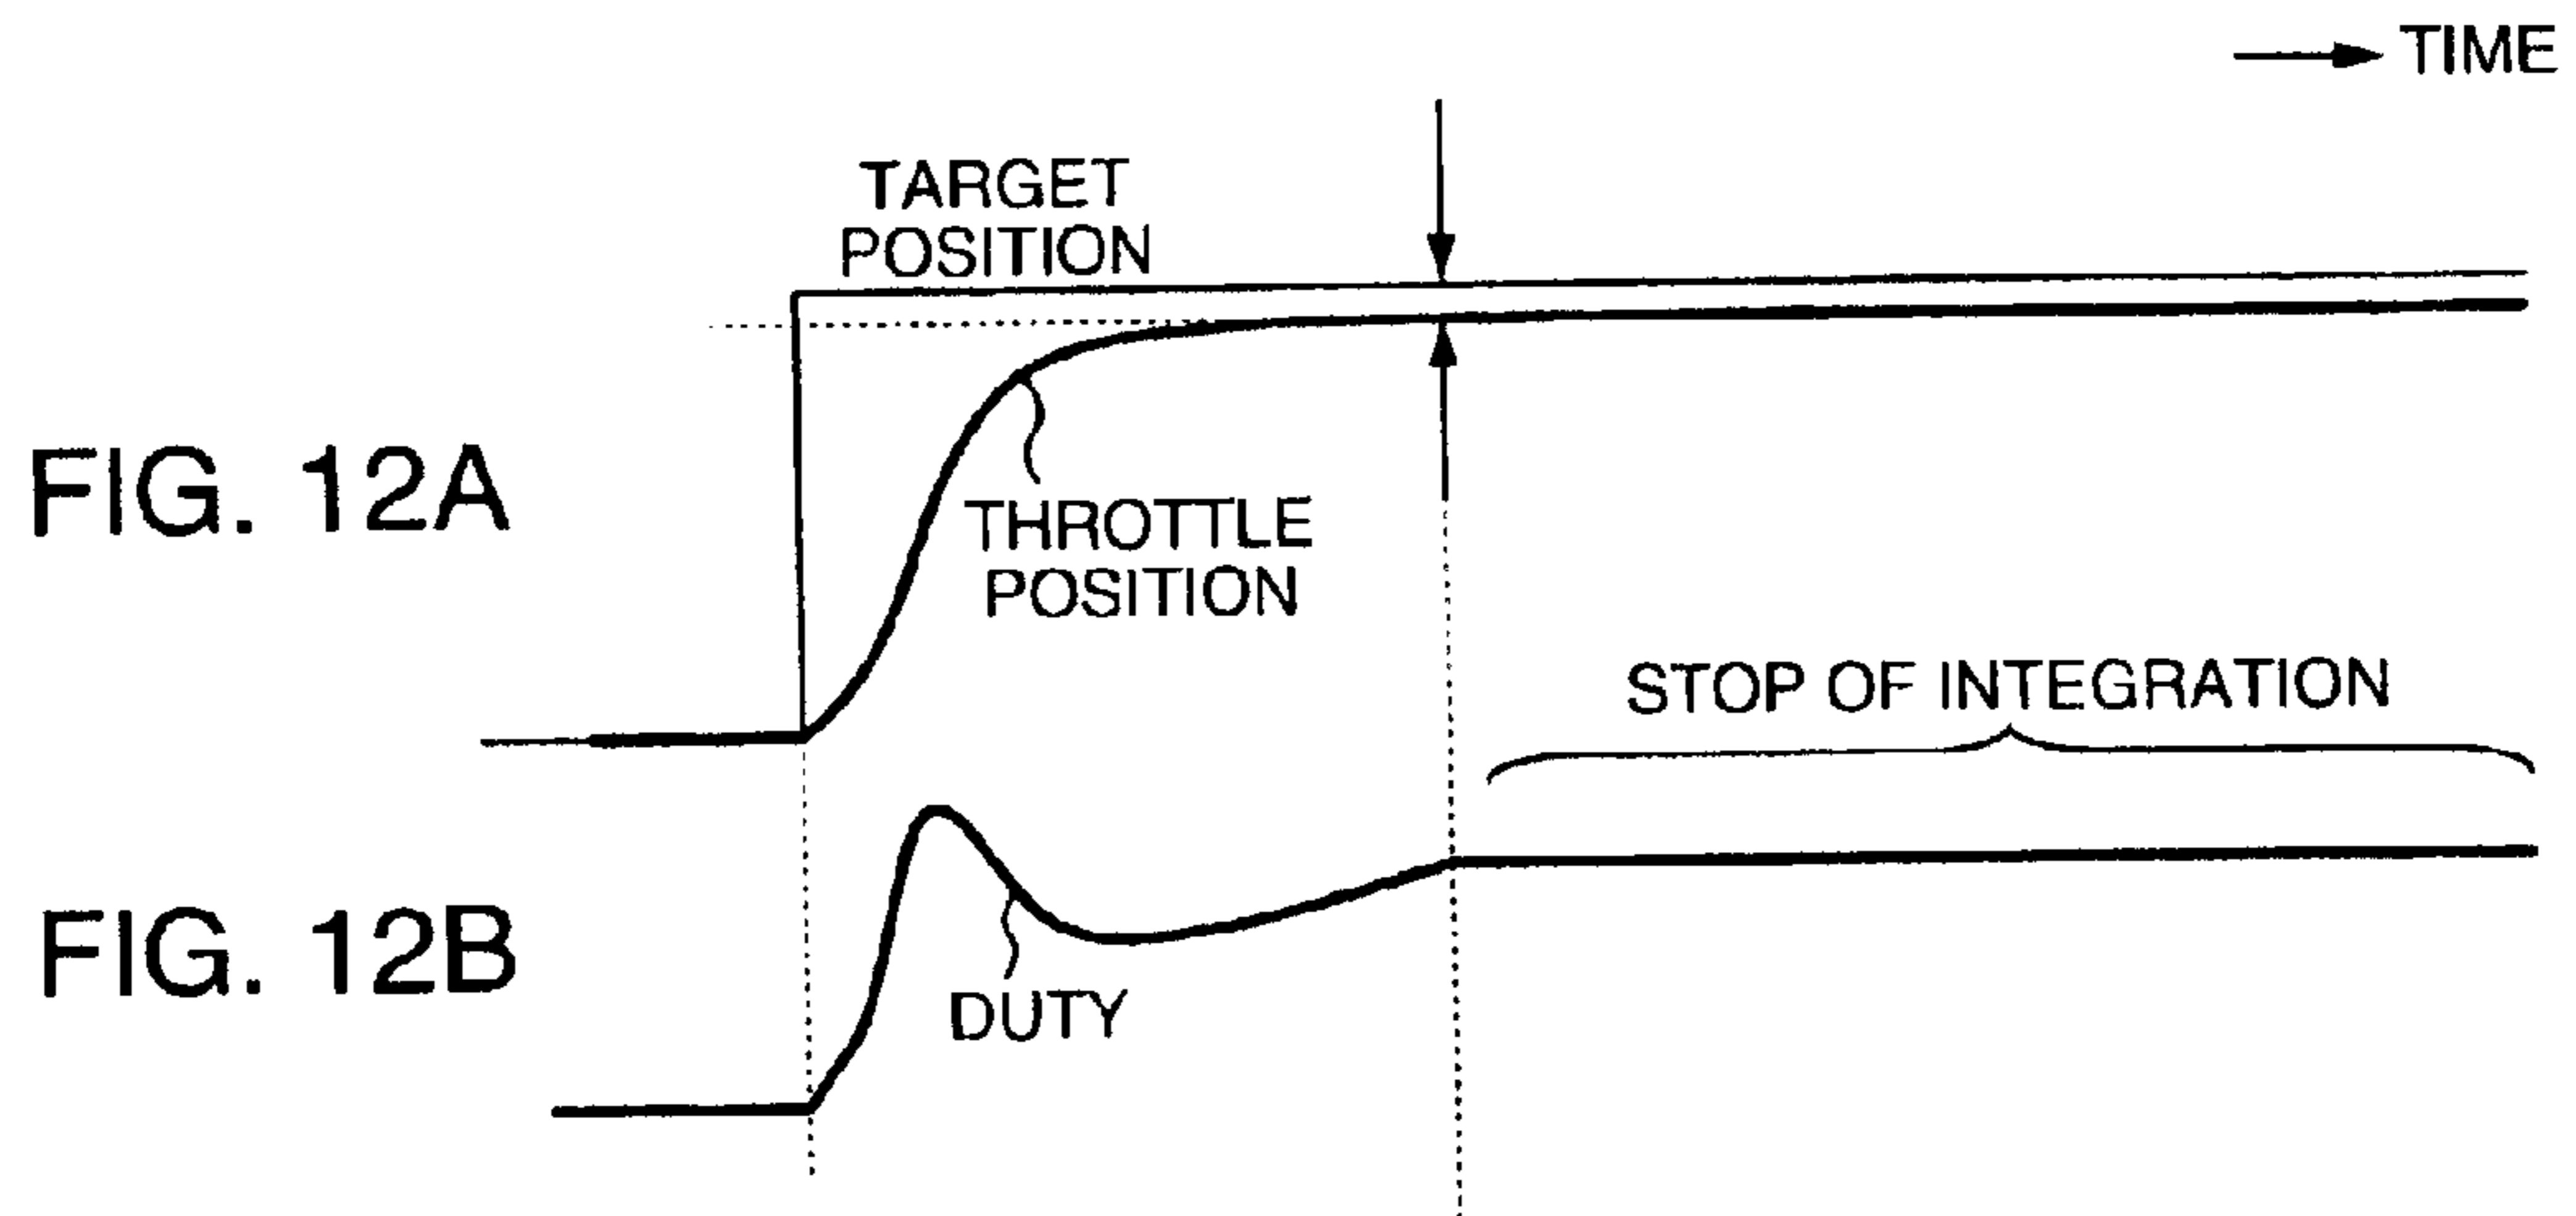 TIME
TARGET
POSITION
FIG. 12A
THROTTLE
POSITION
STOP OF INTEGRATION
FIG. 12B
DUTY